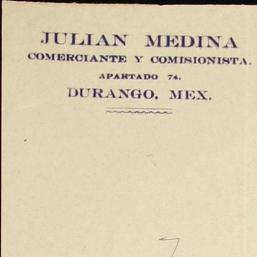 JULIAN MEDINA
COMERCIANTE Y COMISIONISTA.
APARTADO 74.
DURANGO, MEX.